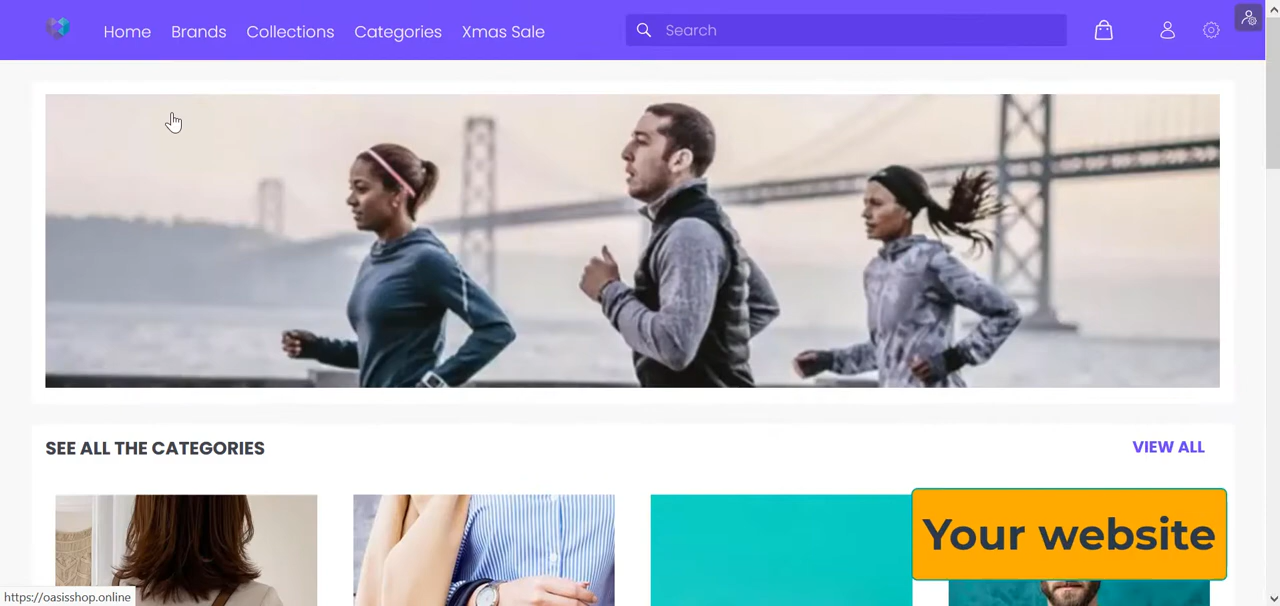 Home Brands Collections Categories Xmas Sale Search
SEE ALL THE CATEGORIES VIEW ALL
Your website
https://oasisshop.online